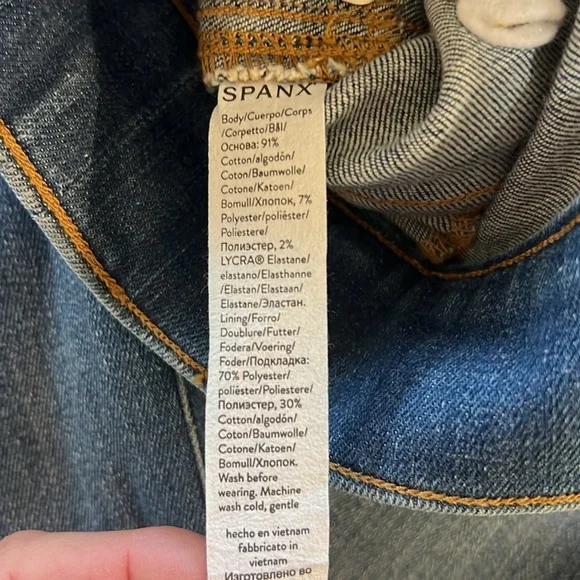 SPANX
Body/Cuerpo/Corps
/Corpetto/Bål/
Основа: 91%
Cotton/algodón/
Coton/Baumwolle/
Cotone/Katoen/
Bomull/Хлопок, 7%
Polyester/poliéster/
Poliestere/
Полиэстер, 2%
LYCRA® Elastane/
elastano/Elasthanne
/Elastan/Elastaan/
Elastane/Эластан.
Lining/Forro/
Doublure/Futter/
Fodera/Voering/
Foder/Подкладка:
70% Polyester/
poliéster/Poliestere/
Полиэстер, 30%
Cotton/algodón/
Coton/Baumwolle/
Cotone/Katoen/
Bomull/Хлопок.
Wash before
wearing. Machine
wash cold, gentle
hecho en vietnam
fabbricato in
vietnam
Изготовлено во